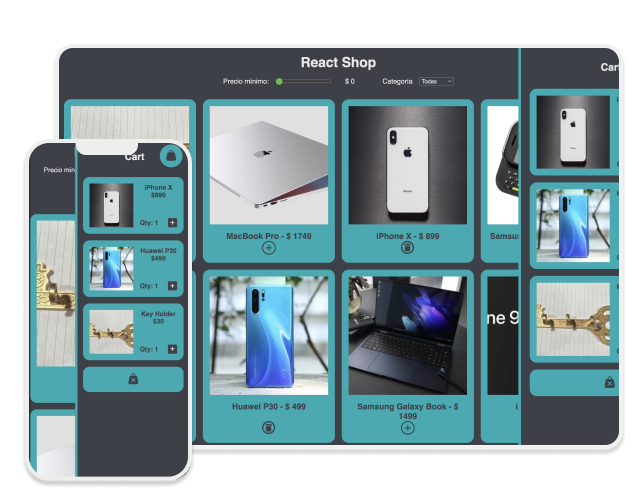 React Shop
Precio mínimo:
$ 0
Categoria
Todas
MacBook Pro - $ 1749
iPhone X - $ 899
Samsu
Huawei P30 - $ 499
Samsung Galaxy Book - $
1499
ne 9
Car
Precio mín
Cart
iPhone X
$899
Qty: 1
+
Huawei P30
$499
Qty: 1
+
Key Holder
$30
Qty: 1
+